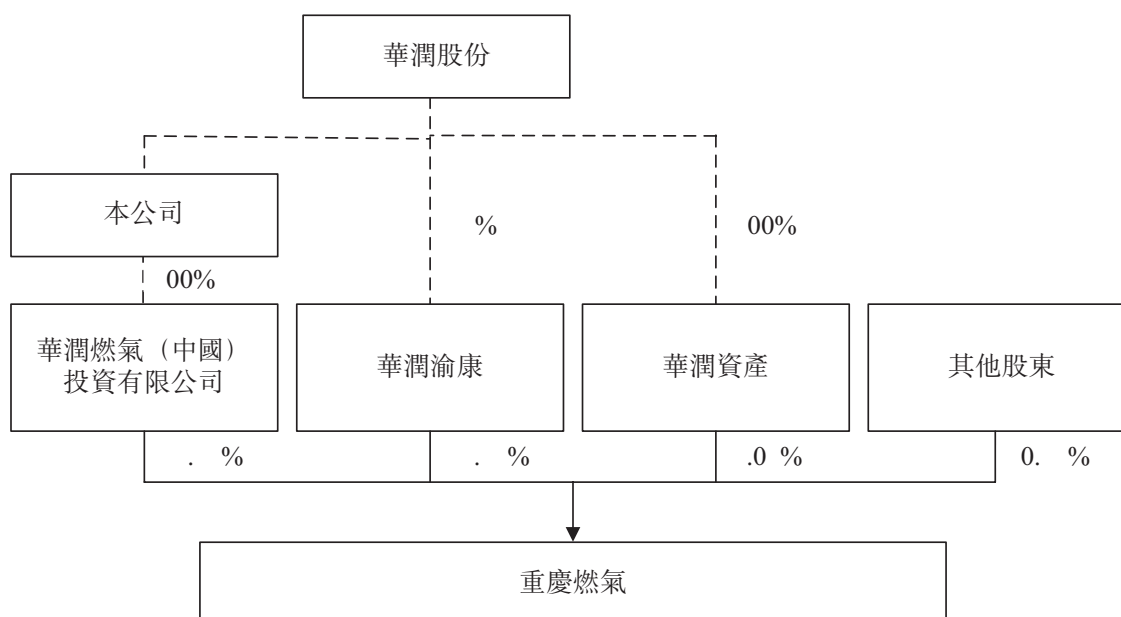 華潤股份
本公司
%
00%
00%
華潤燃氣（中國）
投資有限公司
華潤渝康
華潤資產
其他股東
. %
. %
.0 %
0. %
重慶燃氣